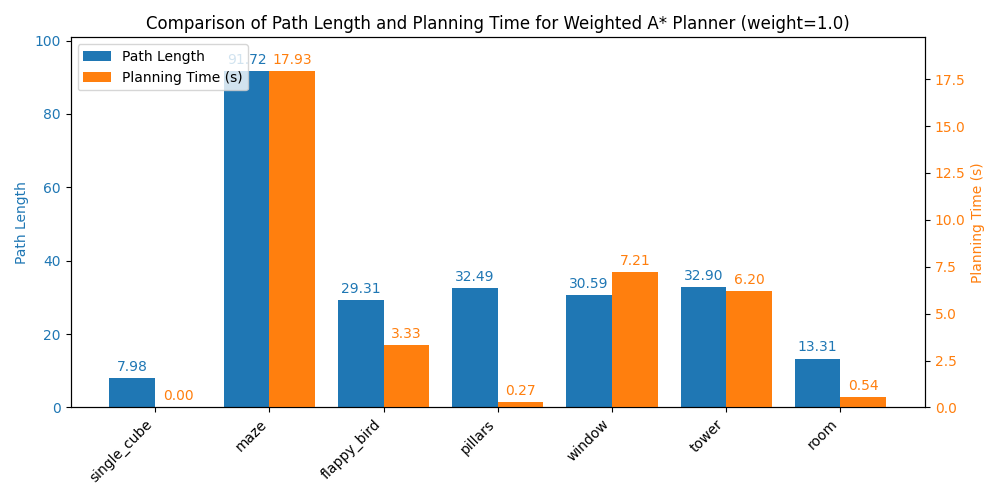 Comparison of Path Length and Planning Time for Weighted A* Planner (weight=1.0)
Path Length
Planning Time (s)
100
80
60
40
20
0
Path Length
17.5
15.0
12.5
10.0
7.5
5.0
2.5
0.0
Planning Time (s)
7.98
0.00
91.72
17.93
29.31
3.33
32.49
0.27
30.59
7.21
32.90
6.20
13.31
0.54
single_cube
maze
flappy_bird
pillars
window
tower
room